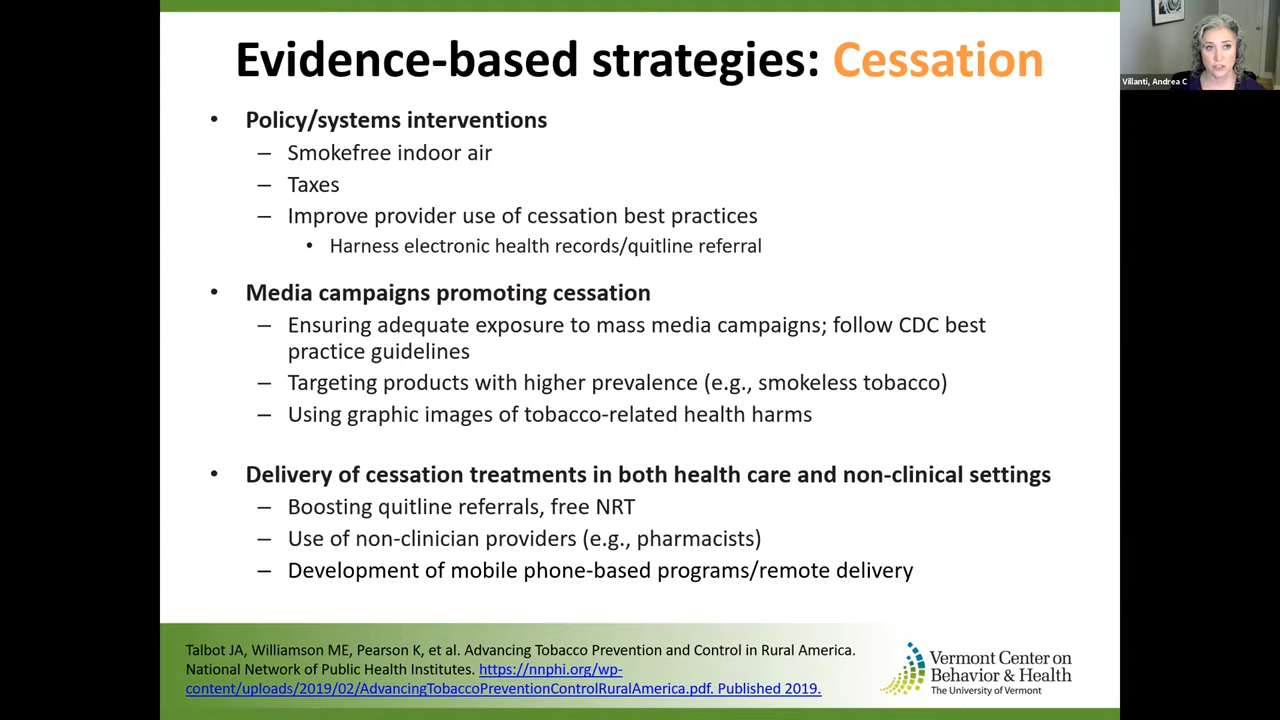 Evidence-based strategies: Cessation
• Policy/systems interventions
– Smokefree indoor air
– Taxes
– Improve provider use of cessation best practices
• Harness electronic health records/quitline referral
• Media campaigns promoting cessation
– Ensuring adequate exposure to mass media campaigns; follow CDC best
practice guidelines
– Targeting products with higher prevalence (e.g., smokeless tobacco)
– Using graphic images of tobacco-related health harms
• Delivery of cessation treatments in both health care and non-clinical settings
– Boosting quitline referrals, free NRT
– Use of non-clinician providers (e.g., pharmacists)
– Development of mobile phone-based programs/remote delivery
Talbot JA, Williamson ME, Pearson K, et al. Advancing Tobacco Prevention and Control in Rural America.
National Network of Public Health Institutes. https://nnphi.org/wp-
content/uploads/2019/02/AdvancingTobaccoPreventionControlRuralAmerica.pdf. Published 2019.
Vermont Center on
Behavior & Health
The University of Vermont
Villanti, Andrea C